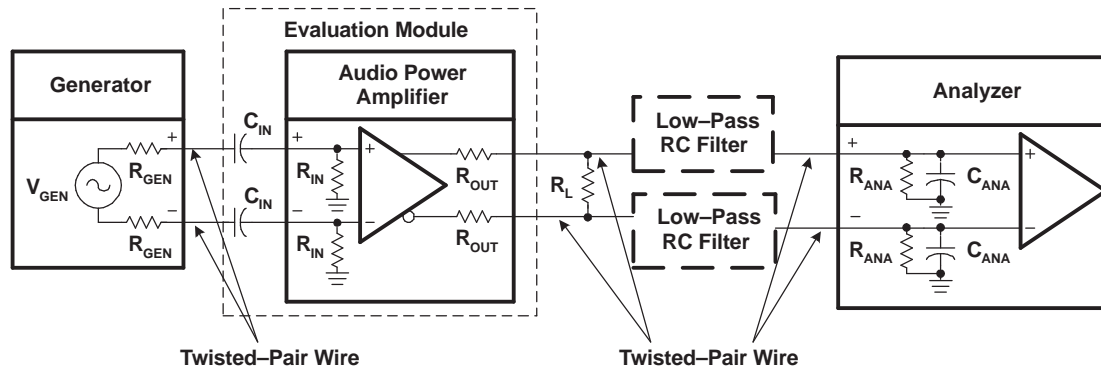 Evaluation Module
Generator
Audio Power
Amplifier
Analyzer
Low–Pass
RC Filter
Low–Pass
RC Filter
V_GEN
R_GEN
R_GEN
+
−
C_IN
C_IN
+
−
R_IN
R_IN
+
−
R_OUT
R_OUT
R_L
+
−
R_ANA
R_ANA
C_ANA
C_ANA
+
−
Twisted–Pair Wire
Twisted–Pair Wire